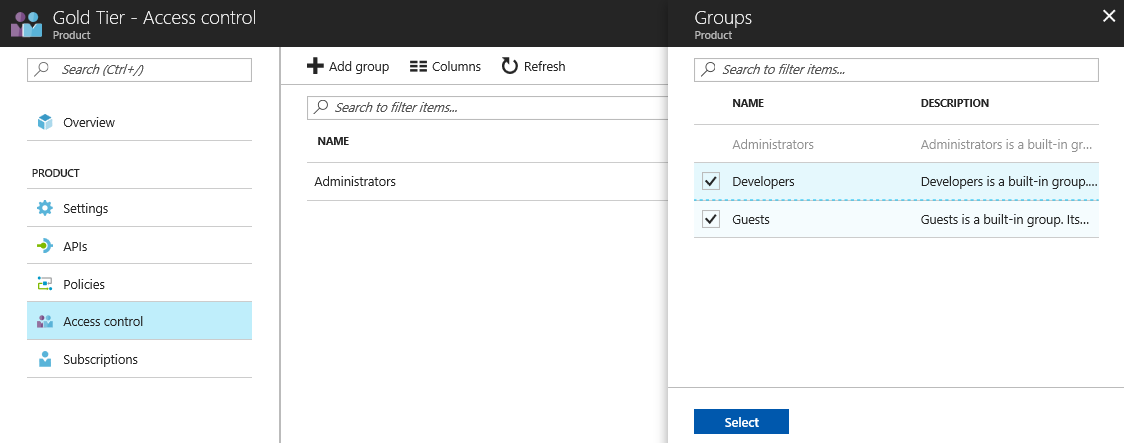 Gold Tier - Access control
Product
Search (Ctrl+/)
Overview
PRODUCT
Settings
APIs
Policies
Access control
Subscriptions
Add group Columns Refresh
Search to filter items...
NAME
Administrators
Groups
Product
Search to filter items...
NAME DESCRIPTION
Administrators Administrators is a built-in gr...
Developers Developers is a built-in group....
Guests Guests is a built-in group. Its...
Select